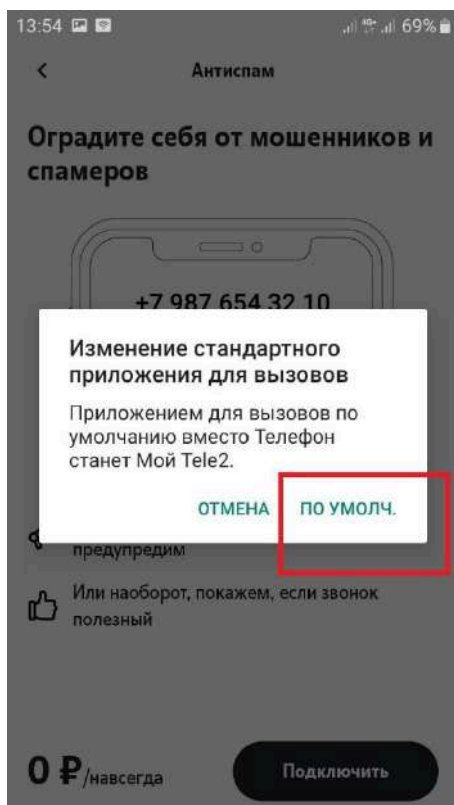 13:54 4G+ 69%
Антиспам
Оградите себя от мошенников и
спамеров
+7 987 654 32 10
Изменение стандартного
приложения для вызовов
Приложением для вызовов по
умолчанию вместо Телефон
станет Мой Tele2.
ОТМЕНА ПО УМОЛЧ.
предупредим
Или наоборот, покажем, если звонок
полезный
0 ₽/навсегда Подключить